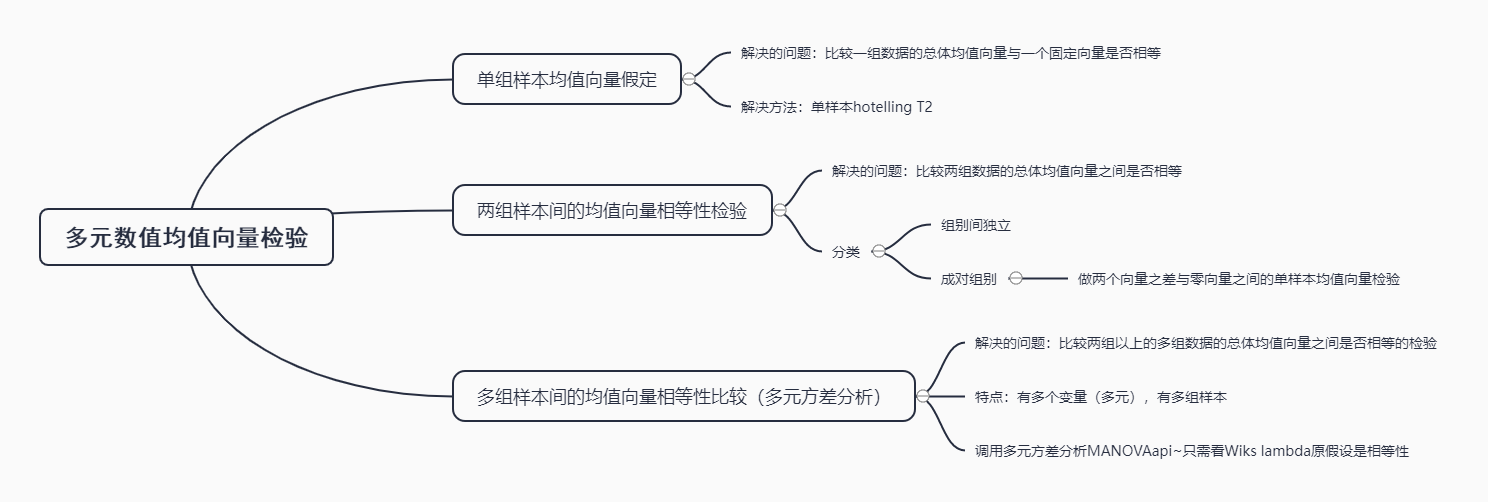 多元数值均值向量检验
单组样本均值向量假定
解决的问题：比较一组数据的总体均值向量与一个固定向量是否相等
解决方法：单样本hotelling T2
两组样本间的均值向量相等性检验
解决的问题：比较两组数据的总体均值向量之间是否相等
分类
组别间独立
成对组别
做两个向量之差与零向量之间的单样本均值向量检验
多组样本间的均值向量相等性比较（多元方差分析）
解决的问题：比较两组以上的多组数据的总体均值向量之间是否相等的检验
特点：有多个变量（多元），有多组样本
调用多元方差分析MANOVAapi~只需看Wiks lambda原假设是相等性